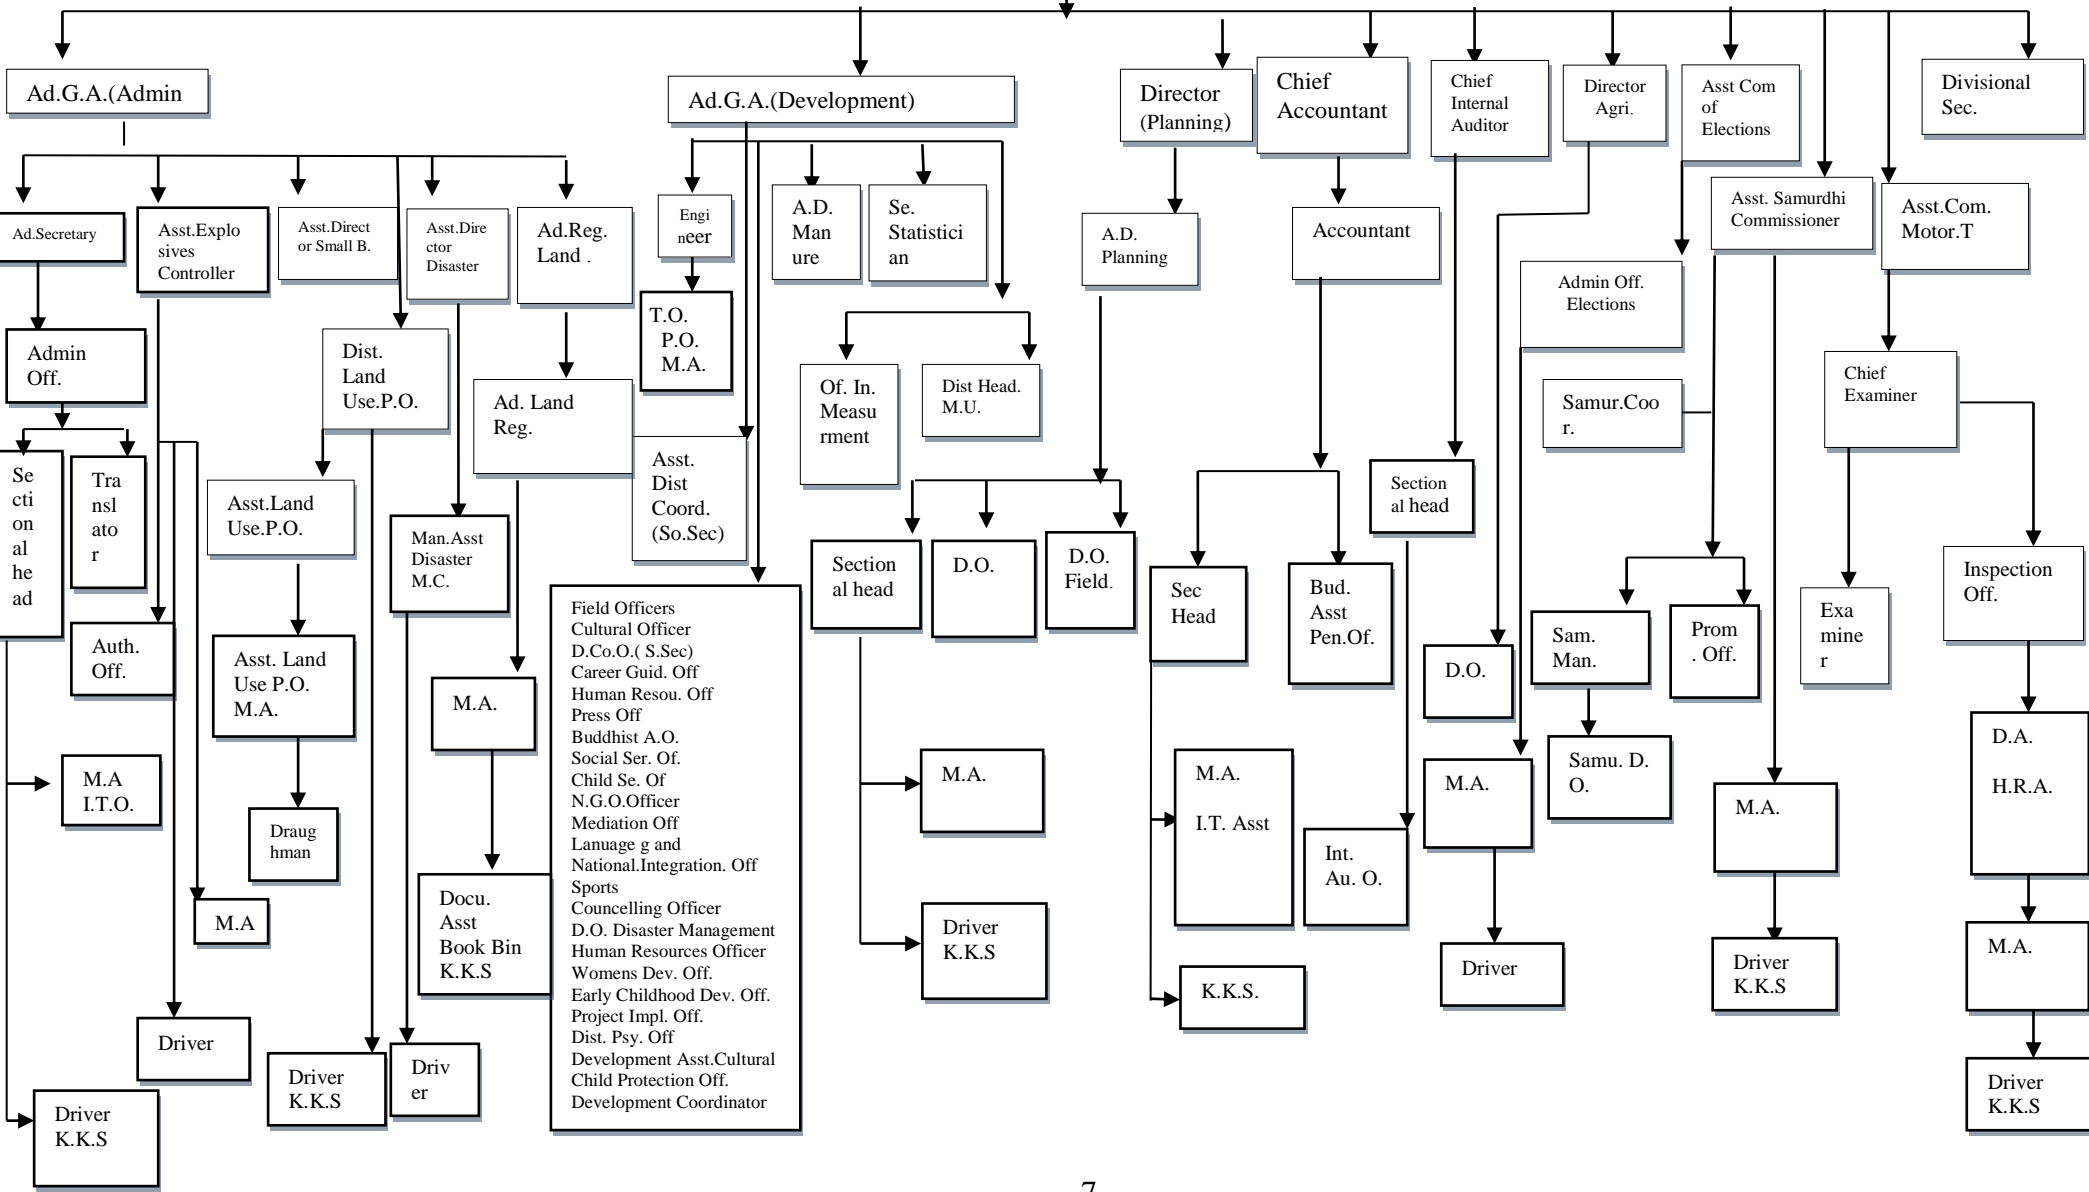 Ad.G.A.(Admin
Ad.G.A.(Development)
Director
(Planning)
Chief
Accountant
Chief
Internal
Auditor
Director
Agri.
Asst Com
of
Elections
Divisional
Sec.
Ad.Secretary
Asst.Explo
sives
Controller
Asst.Direct
or Small B.
Asst.Dire
ctor
Disaster
Ad.Reg.
Land .
Engi
neer
A.D.
Man
ure
Se.
Statistici
an
A.D.
Planning
Accountant
Asst. Samurdhi
Commissioner
Asst.Com.
Motor.T
Admin Off.
Elections
Admin
Off.
Dist.
Land
Use.P.O.
T.O.
P.O.
M.A.
Ad. Land
Reg.
Of. In.
Measu
rment
Dist Head.
M.U.
Samur.Coo
r.
Chief
Examiner
Se
cti
on
al
he
ad
Tra
nsl
ato
r
Asst.Land
Use.P.O.
Man.Asst
Disaster
M.C.
Asst.
Dist
Coord.
(So.Sec)
Section
al head
D.O.
D.O.
Field.
Sec
Head
Bud.
Asst
Pen.Of.
Section
al head
Inspection
Off.
Auth.
Off.
Asst. Land
Use P.O.
M.A.
M.A.
Field Officers
Cultural Officer
D.Co.O.( S.Sec)
Career Guid. Off
Human Resou. Off
Press Off
Buddhist A.O.
Social Ser. Of.
Child Se. Of
N.G.O.Officer
Mediation Off
Lanuage g and
National.Integration. Off
Sports
Councelling Officer
D.O. Disaster Management
Human Resources Officer
Womens Dev. Off.
Early Childhood Dev. Off.
Project Impl. Off.
Dist. Psy. Off
Development Asst.Cultural
Child Protection Off.
Development Coordinator
D.O.
Sam.
Man.
Prom
. Off.
Exa
mine
r
M.A
I.T.O.
Draug
hman
M.A.
M.A.
I.T. Asst
Int.
Au. O.
M.A.
Samu. D.
O.
M.A.
D.A.
H.R.A.
M.A
Docu.
Asst
Book Bin
K.K.S
Driver
K.K.S
K.K.S.
Driver
Driver
K.K.S
M.A.
Driver
Driver
K.K.S
Driv
er
Driver
K.K.S
Driver
K.K.S
7